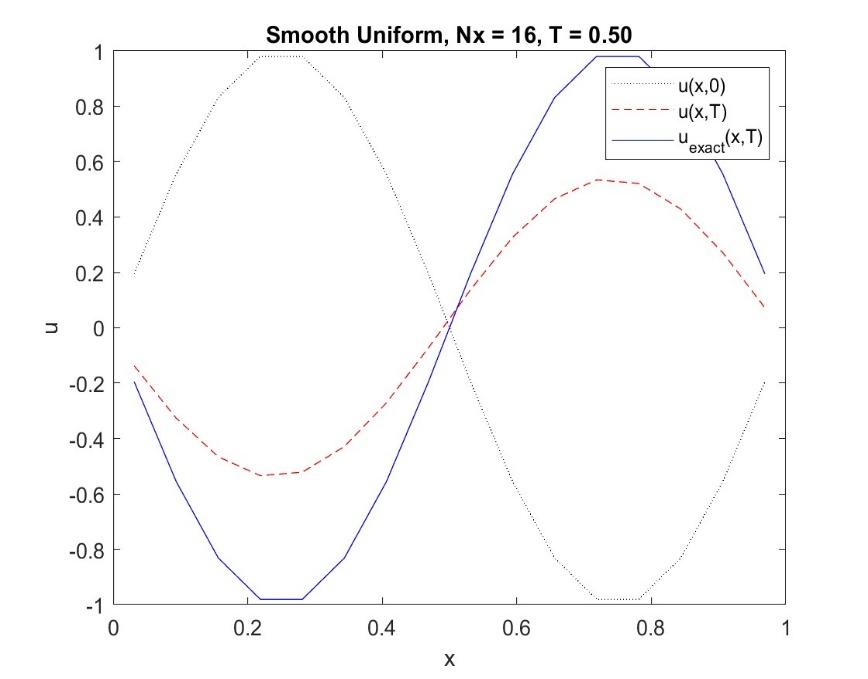 Smooth Uniform, Nx = 16, T = 0.50
u(x,0)
u(x,T)
u_exact(x,T)
1
0.8
0.6
0.4
0.2
0
-0.2
-0.4
-0.6
-0.8
-1
u
0 0.2 0.4 0.6 0.8 1
x